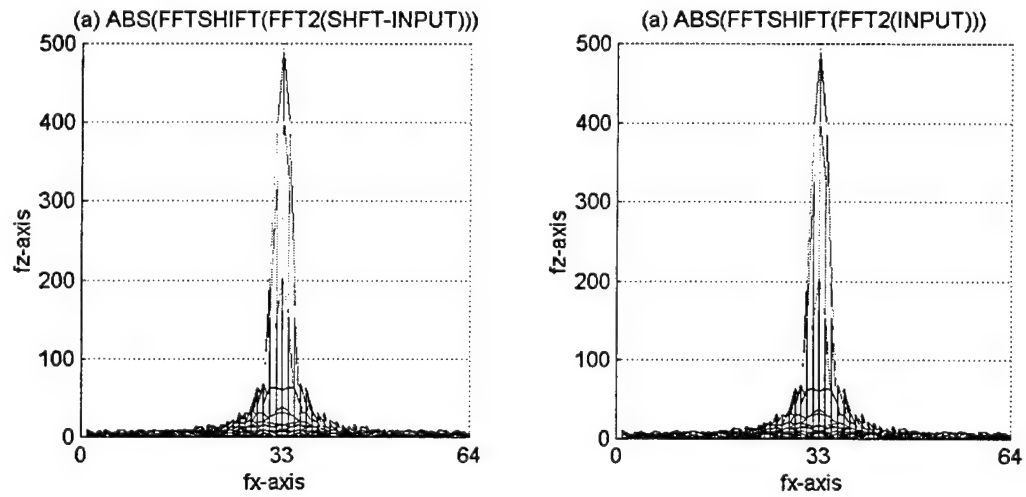 (a) ABS(FFTSHIFT(FFT2(SHFT-INPUT)))
500
400
300
200
100
0
fz-axis
0 33 64
fx-axis
(a) ABS(FFTSHIFT(FFT2(INPUT)))
500
400
300
200
100
0
fz-axis
0 33 64
fx-axis